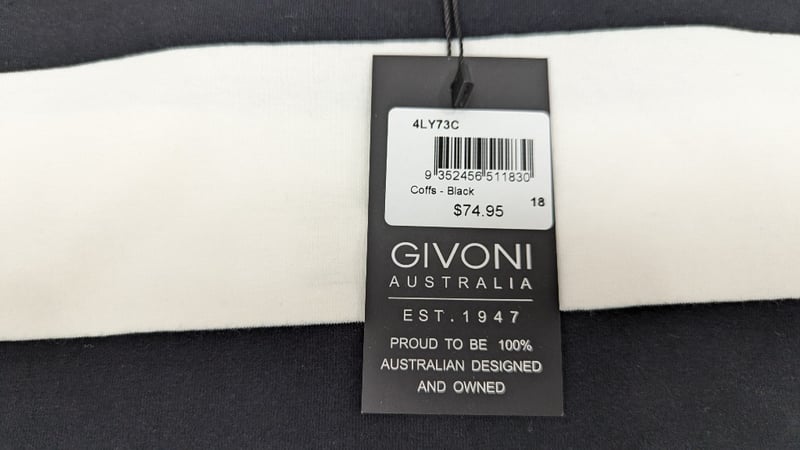 4LY73C
9 352456 511830
Coffs - Black
18
$74.95
GIVONI
AUSTRALIA
EST.1947
PROUD TO BE 100%
AUSTRALIAN DESIGNED
AND OWNED